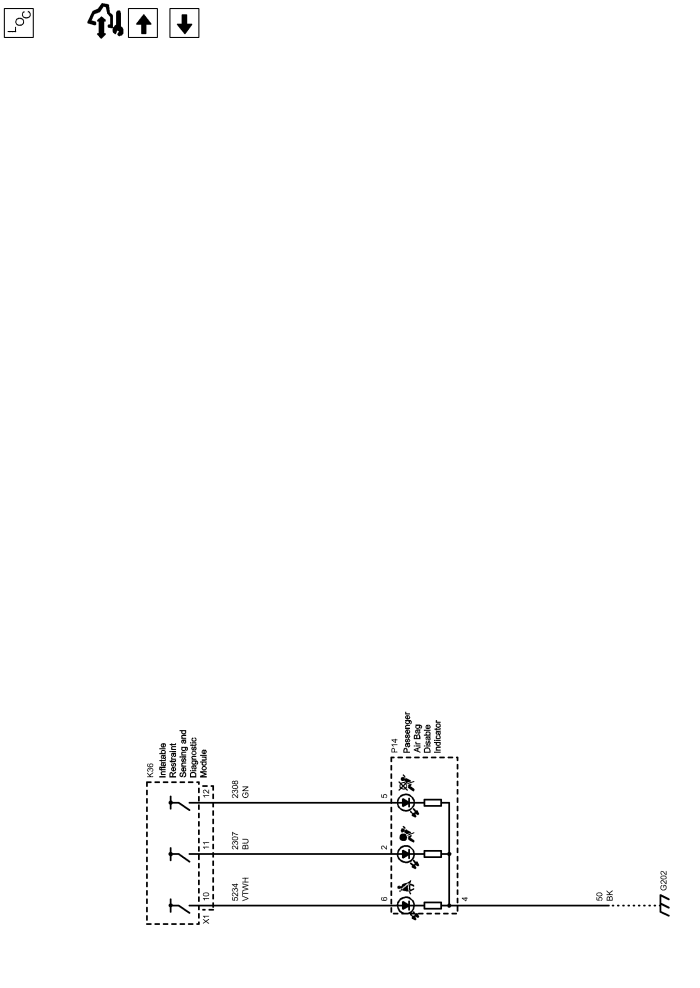 LOC
K36
Inflatable
Restraint
Sensing and
Diagnostic
Module
X1 10 11 12
5234
VTWH
2307
BU
2308
GN
6 2 5
P14
Passenger
Air Bag
Disable
Indicator
4
50
BK
G202